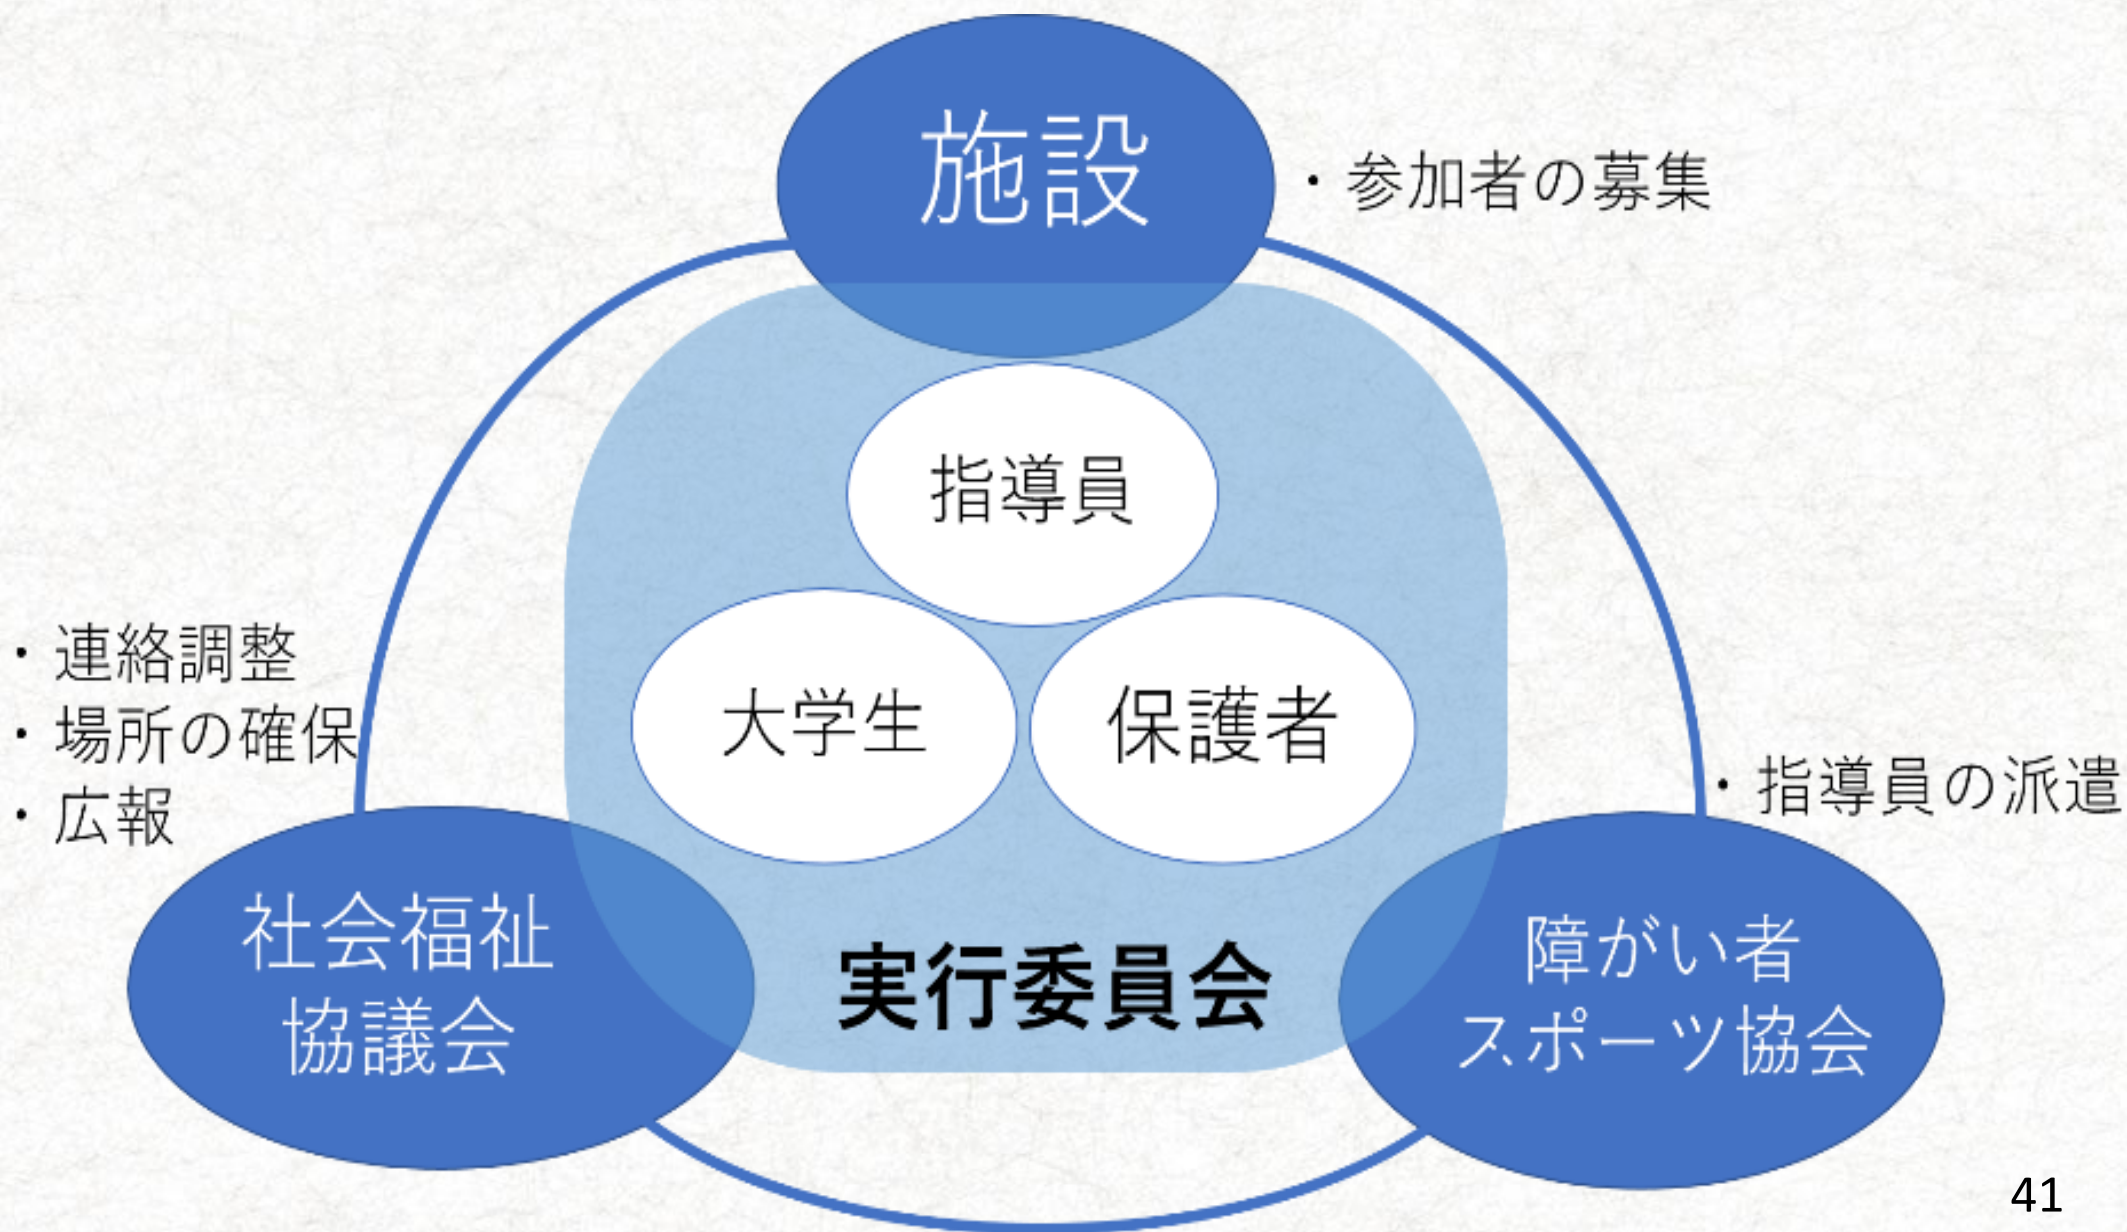 施設
・参加者の募集
指導員
大学生
保護者
・連絡調整
・場所の確保
・広報
・指導員の派遣
社会福祉
協議会
実行委員会
障がい者
スポーツ協会
41